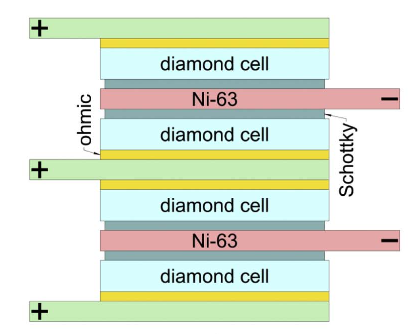 +
diamond cell
Ni-63
−
diamond cell
ohmic
Schottky
+
diamond cell
Ni-63
−
diamond cell
+